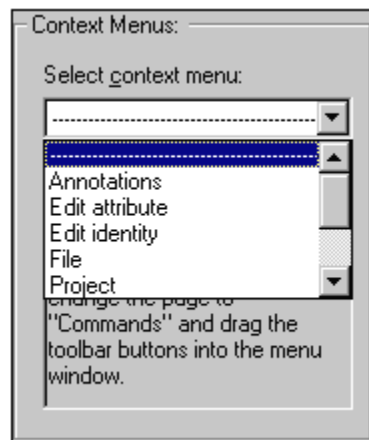 Context Menus:
Select context menu:
--------------------------------------------
--------------------------------------------
Annotations
Edit attribute
Edit identity
File
Project
change the page to
"Commands" and drag the
toolbar buttons into the menu
window.